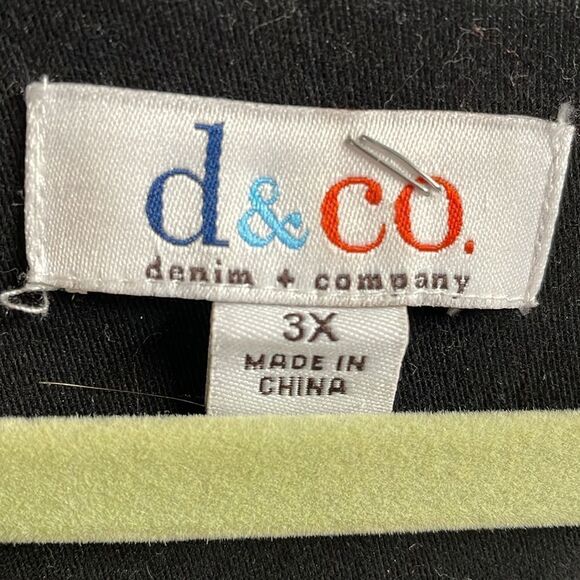 d&co.
denim + company
3X
MADE IN
CHINA